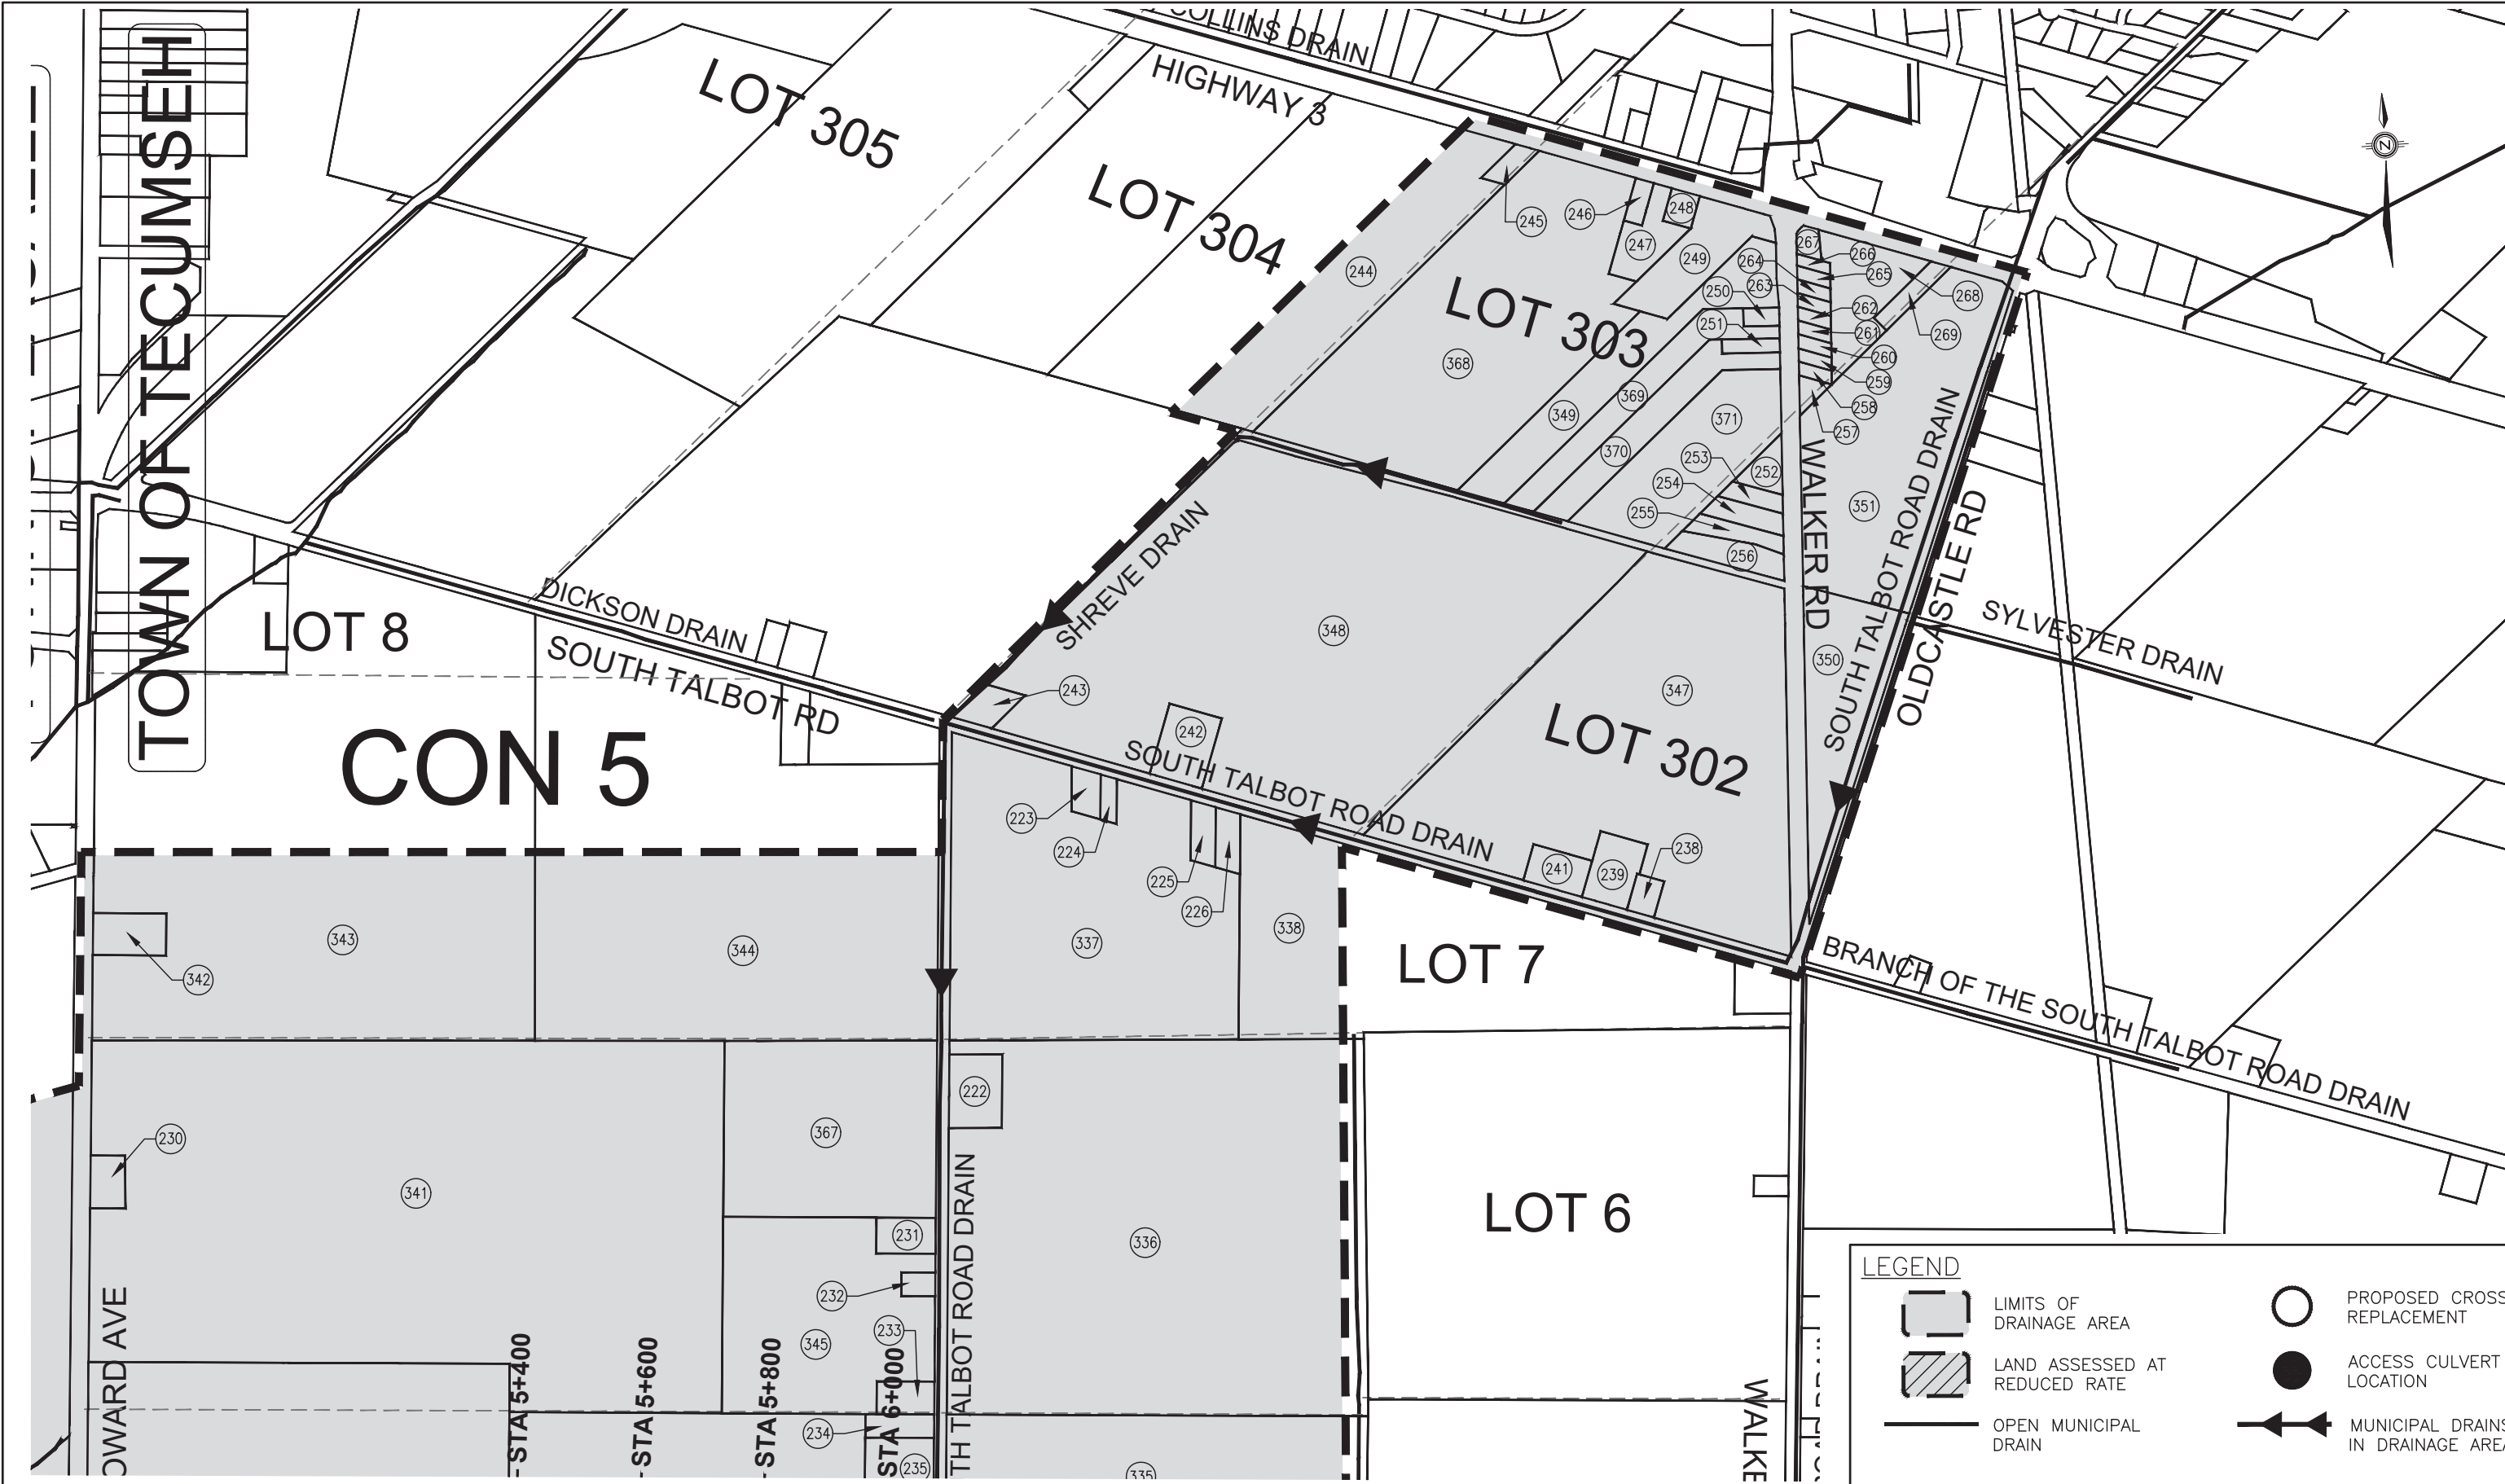 COLLINS DRAIN
HIGHWAY 3
TOWN OF TECUMSEH
LOT 305
LOT 304
LOT 303
N
245
246
248
247
249
244
267
266
264
265
263
250
268
262
251
261
269
260
368
259
369
258
349
371
257
370
253
252
254
255
351
256
WALKER RD
SOUTH TALBOT ROAD DRAIN
OLDCASTLE RD
SHREVE DRAIN
DICKSON DRAIN
SOUTH TALBOT RD
LOT 8
CON 5
348
SYLVESTER DRAIN
350
243
347
242
LOT 302
SOUTH TALBOT ROAD DRAIN
223
224
225
226
241
239
238
338
337
343
344
342
LOT 7
BRANCH OF THE SOUTH TALBOT ROAD DRAIN
222
367
230
341
231
336
LOT 6
232
233
345
234
235
335
OWARD AVE
STA 5+400
STA 5+600
STA 5+800
STA 6+000
TH TALBOT ROAD DRAIN
WALKE
LEGEND
LIMITS OF
DRAINAGE AREA
LAND ASSESSED AT
REDUCED RATE
OPEN MUNICIPAL
DRAIN
PROPOSED CROSS
REPLACEMENT
ACCESS CULVERT
LOCATION
MUNICIPAL DRAINS
IN DRAINAGE AREA